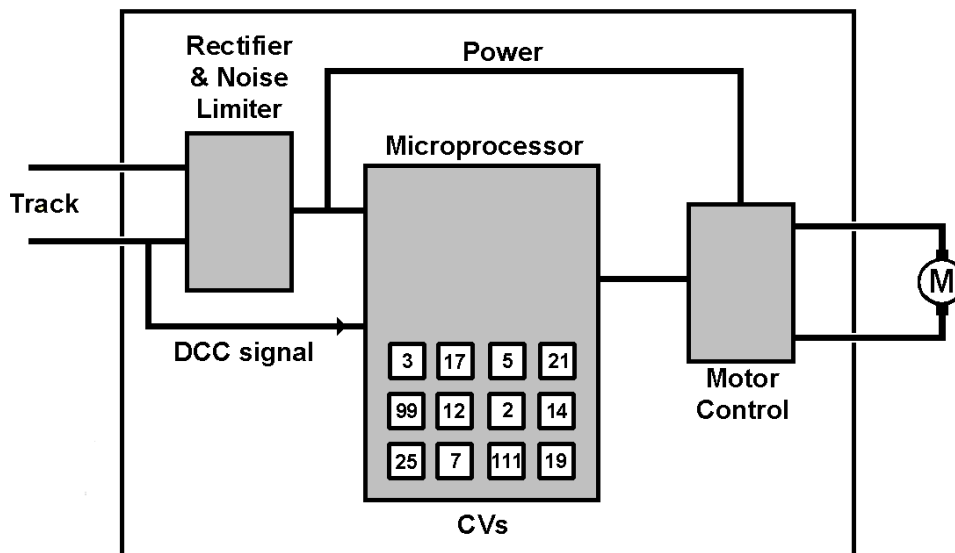 Rectifier
& Noise
Limiter
Power
Microprocessor
Track
M
DCC signal
3 17 5 21
99 12 2 14
25 7 111 19
Motor
Control
CVs